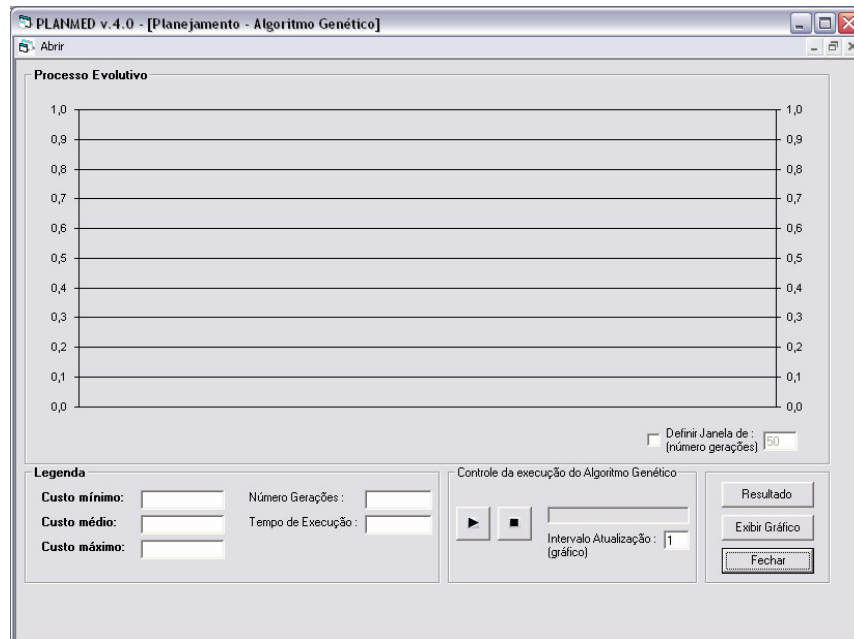 PLANMED v.4.0 - [Planejamento - Algoritmo Genético]
Abrir
Processo Evolutivo
1,0 1,0
0,9 0,9
0,8 0,8
0,7 0,7
0,6 0,6
0,5 0,5
0,4 0,4
0,3 0,3
0,2 0,2
0,1 0,1
0,0 0,0
Definir Janela de :
(número gerações)
50
Legenda
Custo mínimo:
Número Gerações :
Custo médio:
Tempo de Execução :
Custo máximo:
Controle da execução do Algoritmo Genético
Intervalo Atualização : 1
(gráfico)
Resultado
Exibir Gráfico
Fechar